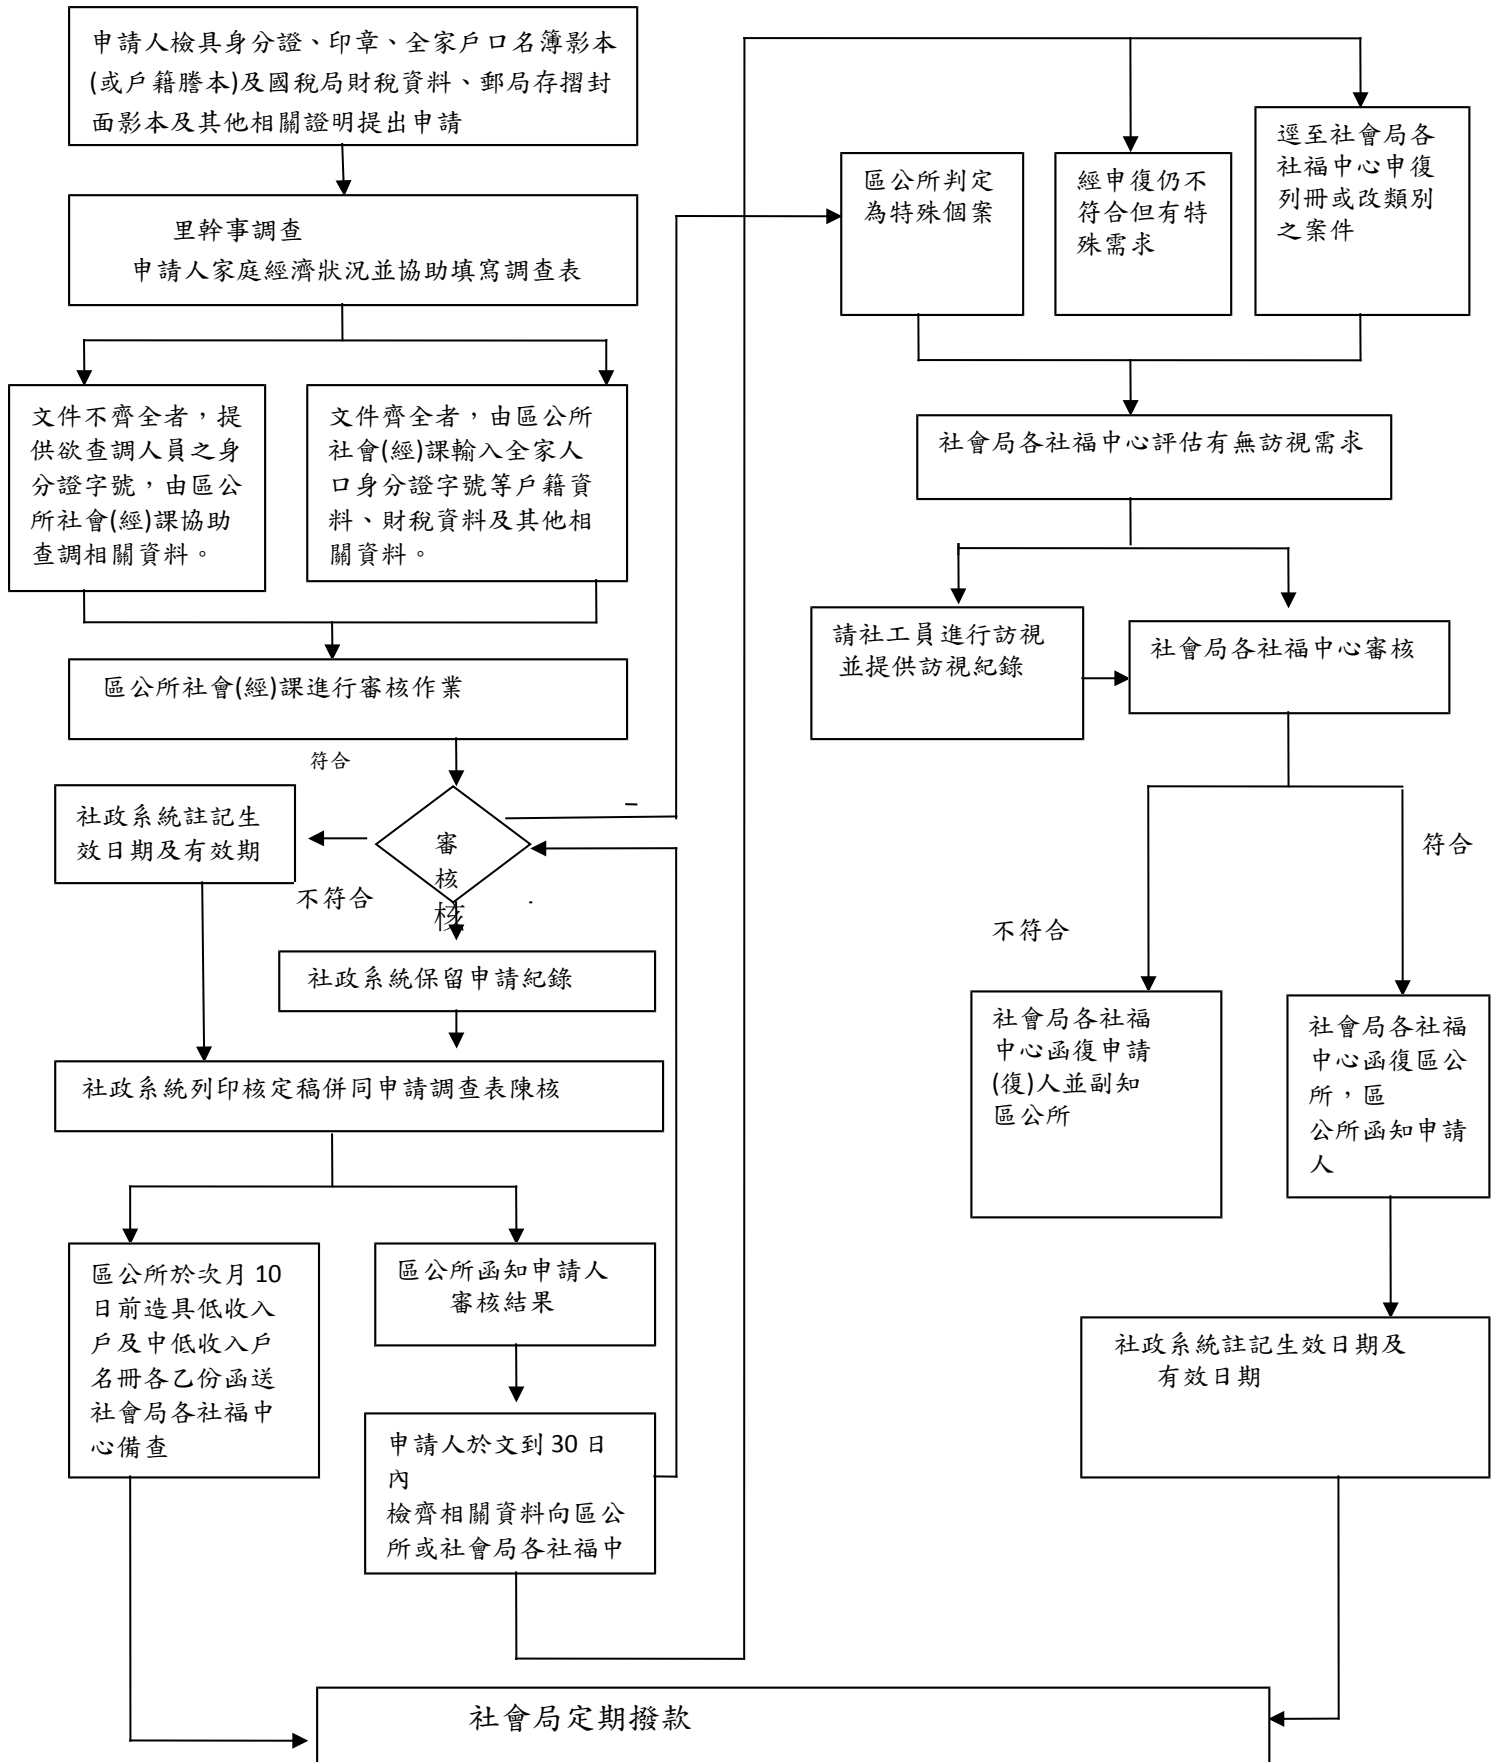 申請人檢具身分證、印章、全家戶口名簿影本
(或戶籍謄本)及國稅局財稅資料、郵局存摺封
面影本及其他相關證明提出申請
里幹事調查
申請人家庭經濟狀況並協助填寫調查表
文件不齊全者，提
供欲查調人員之身
分證字號，由區公
所社會(經)課協助
查調相關資料。
文件齊全者，由區公所
社會(經)課輸入全家人
口身分證字號等戶籍資
料、財稅資料及其他相
關資料。
區公所社會(經)課進行審核作業
符合
社政系統註記生
效日期及有效期
審
核
核
不符合
社政系統保留申請紀錄
社政系統列印核定稿併同申請調查表陳核
區公所於次月 10
日前造具低收入
戶及中低收入戶
名冊各乙份函送
社會局各社福中
心備查
區公所函知申請人
審核結果
申請人於文到 30 日
內
檢齊相關資料向區公
所或社會局各社福中
區公所判定
為特殊個案
經申復仍不
符合但有特
殊需求
逕至社會局各
社福中心申復
列冊或改類別
之案件
社會局各社福中心評估有無訪視需求
請社工員進行訪視
並提供訪視紀錄
社會局各社福中心審核
符合
不符合
社會局各社福
中心函復申請
(復)人並副知
區公所
社會局各社福
中心函復區公
所，區
公所函知申請
人
社政系統註記生效日期及
有效日期
社會局定期撥款